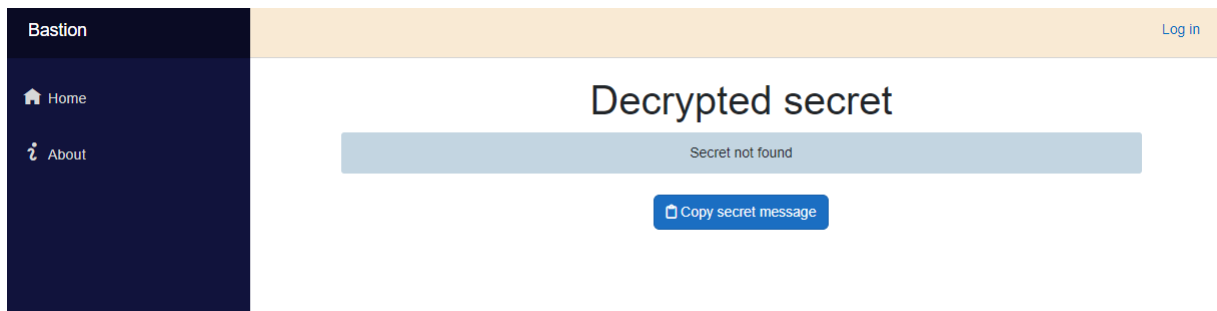 Bastion
Log in
Home
About
Decrypted secret
Secret not found
Copy secret message